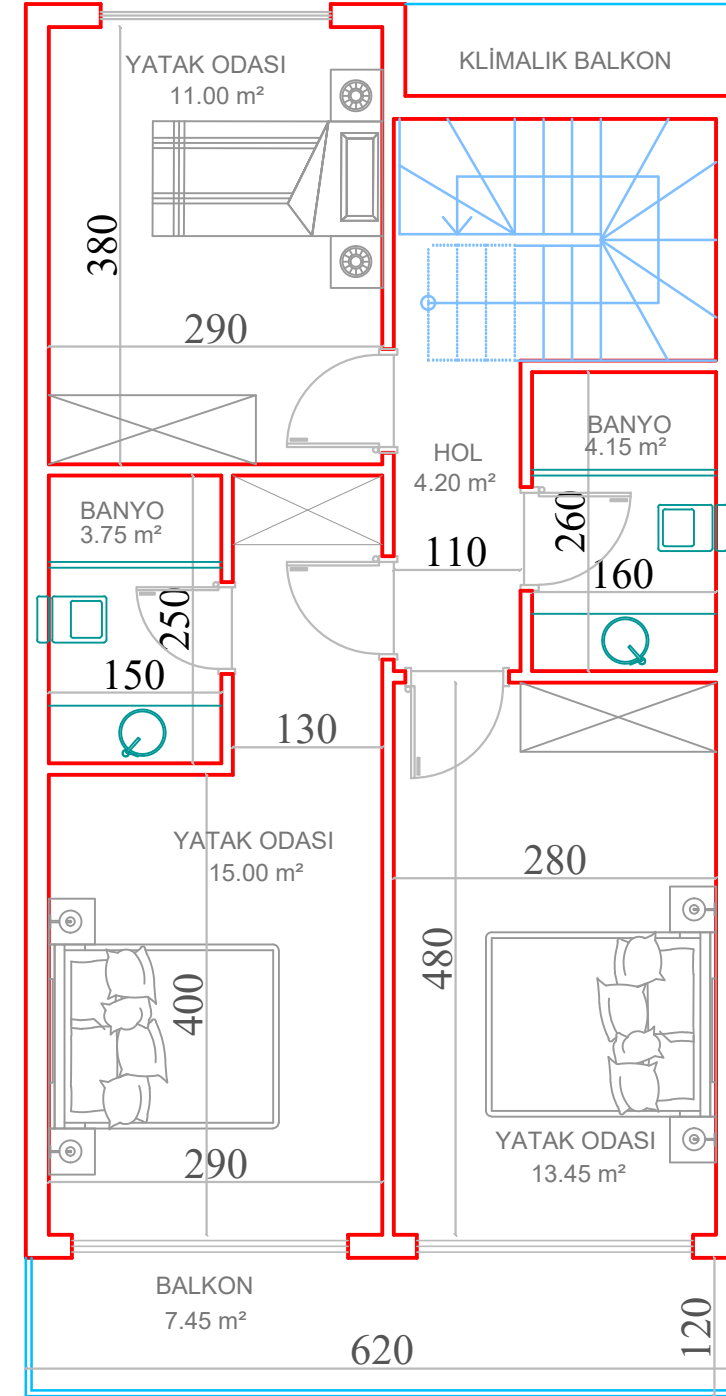 YATAK ODASI
11.00 m²
KLİMALIK BALKON
380
290
BANYO
4.15 m²
HOL
4.20 m²
BANYO
3.75 m²
260
110
160
250
150
130
YATAK ODASI
15.00 m²
280
480
400
YATAK ODASI
13.45 m²
290
BALKON
7.45 m²
120
620